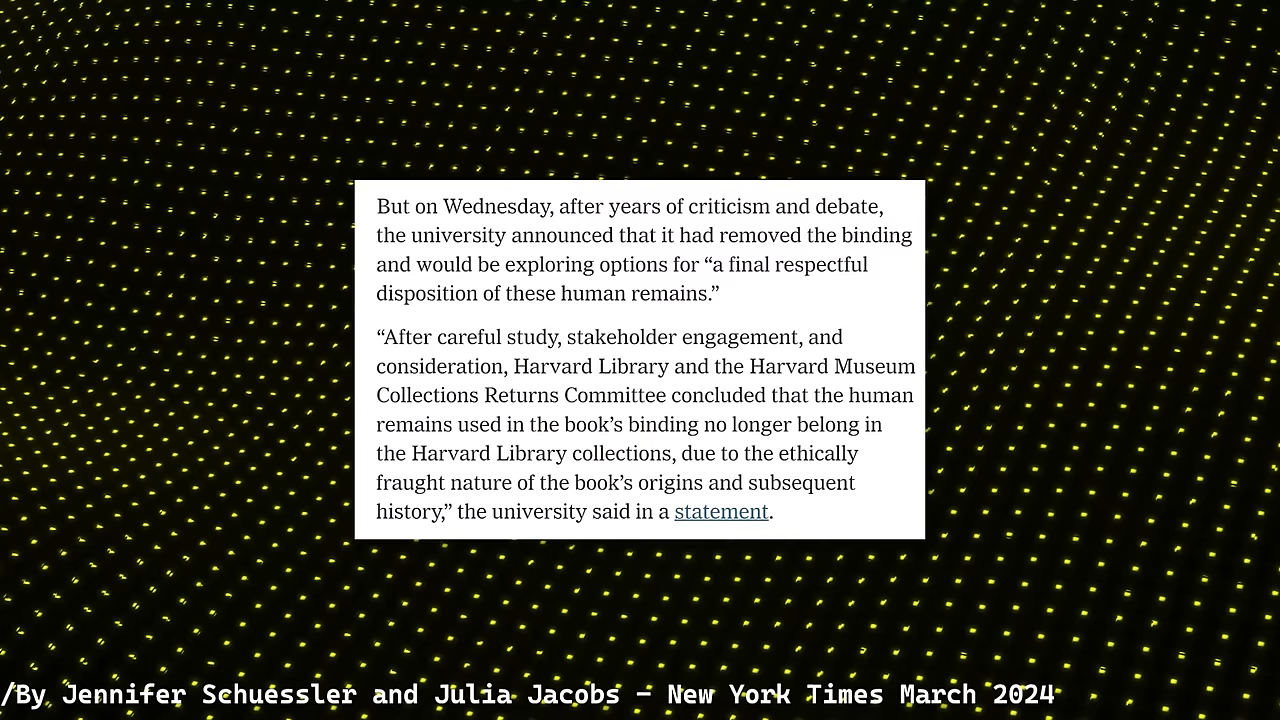 But on Wednesday, after years of criticism and debate,
the university announced that it had removed the binding
and would be exploring options for “a final respectful
disposition of these human remains.”
“After careful study, stakeholder engagement, and
consideration, Harvard Library and the Harvard Museum
Collections Returns Committee concluded that the human
remains used in the book’s binding no longer belong in
the Harvard Library collections, due to the ethically
fraught nature of the book’s origins and subsequent
history,” the university said in a statement.
/By Jennifer Schuessler and Julia Jacobs – New York Times March 2024